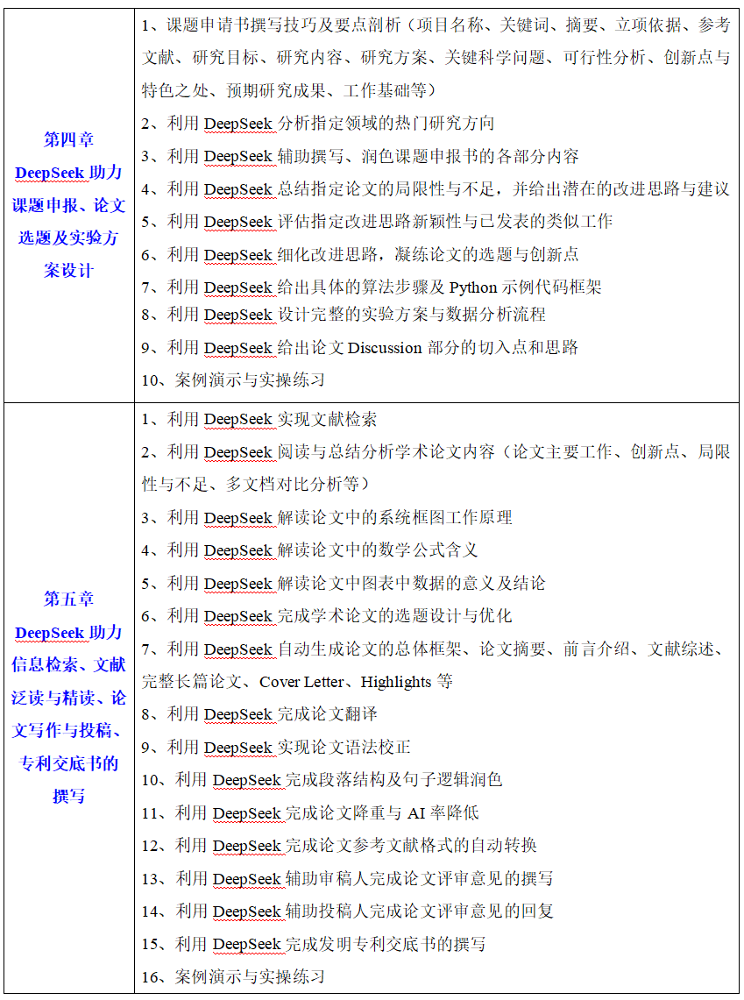 第四章
DeepSeek 助力
课题申报、论文
选题及实验方
案设计
1、课题申请书撰写技巧及要点剖析（项目名称、关键词、摘要、立项依据、参考
文献、研究目标、研究内容、研究方案、关键科学问题、可行性分析、创新点与
特色之处、预期研究成果、工作基础等）
2、利用 DeepSeek 分析指定领域的热门研究方向
3、利用 DeepSeek 辅助撰写、润色课题申报书的各部分内容
4、利用 DeepSeek 总结指定论文的局限性与不足，并给出潜在的改进思路与建议
5、利用 DeepSeek 评估指定改进思路新颖性与已发表的类似工作
6、利用 DeepSeek 细化改进思路，凝练论文的选题与创新点
7、利用 DeepSeek 给出具体的算法步骤及 Python 示例代码框架
8、利用 DeepSeek 设计完整的实验方案与数据分析流程
9、利用 DeepSeek 给出论文 Discussion 部分的切入点和思路
10、案例演示与实操练习
第五章
DeepSeek 助力
信息检索、文献
泛读与精读、论
文写作与投稿、
专利交底书的
撰写
1、利用 DeepSeek 实现文献检索
2、利用 DeepSeek 阅读与总结分析学术论文内容（论文主要工作、创新点、局限
性与不足、多文档对比分析等）
3、利用 DeepSeek 解读论文中的系统框图工作原理
4、利用 DeepSeek 解读论文中的数学公式含义
5、利用 DeepSeek 解读论文中图表中数据的意义及结论
6、利用 DeepSeek 完成学术论文的选题设计与优化
7、利用 DeepSeek 自动生成论文的总体框架、论文摘要、前言介绍、文献综述、
完整长篇论文、Cover Letter、Highlights 等
8、利用 DeepSeek 完成论文翻译
9、利用 DeepSeek 实现论文语法校正
10、利用 DeepSeek 完成段落结构及句子逻辑润色
11、利用 DeepSeek 完成论文降重与 AI 率降低
12、利用 DeepSeek 完成论文参考文献格式的自动转换
13、利用 DeepSeek 辅助审稿人完成论文评审意见的撰写
14、利用 DeepSeek 辅助投稿人完成论文评审意见的回复
15、利用 DeepSeek 完成发明专利交底书的撰写
16、案例演示与实操练习